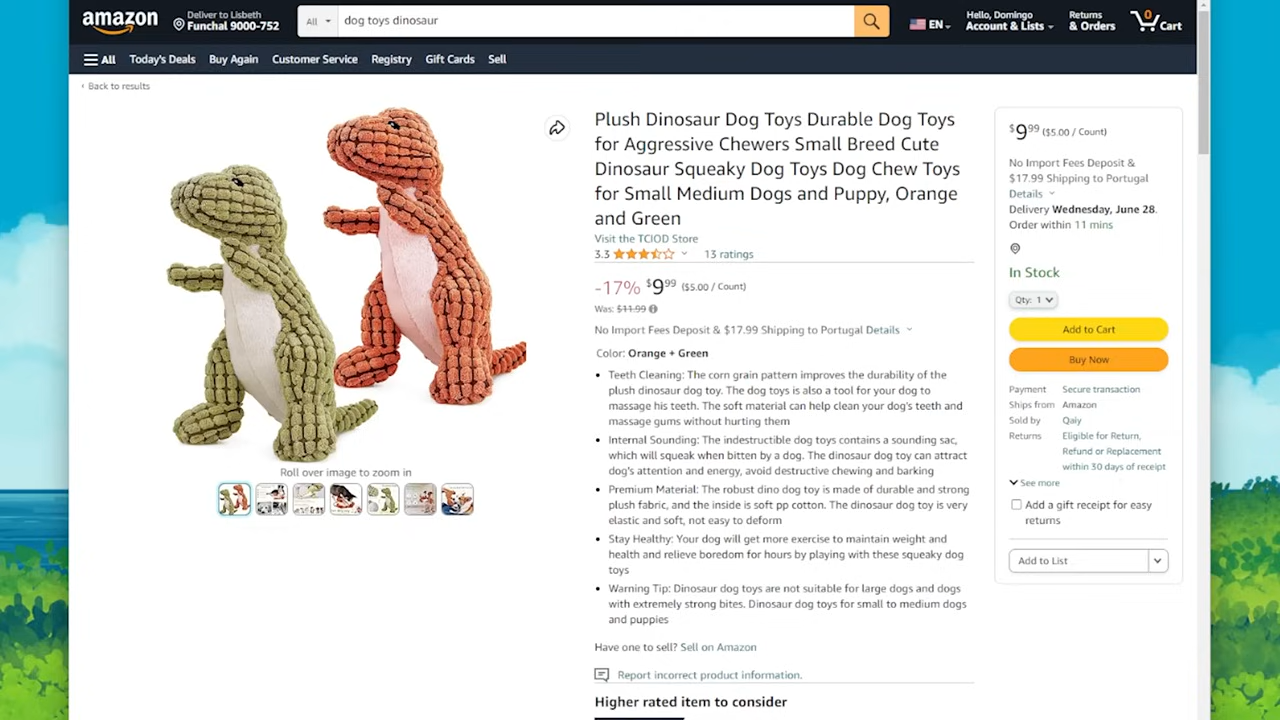 amazon
Deliver to Lisbeth
Funchal 9000-752
All
dog toys dinosaur
EN
Hello, Domingo
Account & Lists
Returns
& Orders
0
Cart
All
Today's Deals
Buy Again
Customer Service
Registry
Gift Cards
Sell
‹ Back to results
Plush Dinosaur Dog Toys Durable Dog Toys
for Aggressive Chewers Small Breed Cute
Dinosaur Squeaky Dog Toys Dog Chew Toys
for Small Medium Dogs and Puppy, Orange
and Green
Visit the TCIOD Store
3.3
13 ratings
-17% $9.99 ($5.00 / Count)
Was: $11.99
No Import Fees Deposit & $17.99 Shipping to Portugal Details
Color: Orange + Green
• Teeth Cleaning: The corn grain pattern improves the durability of the
plush dinosaur dog toy. The dog toys is also a tool for your dog to
massage his teeth. The soft material can help clean your dog's teeth and
massage gums without hurting them
• Internal Sounding: The indestructible dog toys contains a sounding sac,
which will squeak when bitten by a dog. The dinosaur dog toy can attract
dog's attention and energy, avoid destructive chewing and barking
• Premium Material: The robust dino dog toy is made of durable and strong
plush fabric, and the inside is soft pp cotton. The dinosaur dog toy is very
elastic and soft, not easy to deform
• Stay Healthy: Your dog will get more exercise to maintain weight and
health and relieve boredom for hours by playing with these squeaky dog
toys
• Warning Tip: Dinosaur dog toys are not suitable for large dogs and dogs
with extremely strong bites. Dinosaur dog toys for small to medium dogs
and puppies
Have one to sell? Sell on Amazon
Report incorrect product information.
Higher rated item to consider
Roll over image to zoom in
$9.99 ($5.00 / Count)
No Import Fees Deposit &
$17.99 Shipping to Portugal
Details
Delivery Wednesday, June 28.
Order within 11 mins
In Stock
Qty: 1
Add to Cart
Buy Now
Payment Secure transaction
Ships from Amazon
Sold by Qaiy
Returns Eligible for Return,
Refund or Replacement
within 30 days of receipt
See more
Add a gift receipt for easy
returns
Add to List